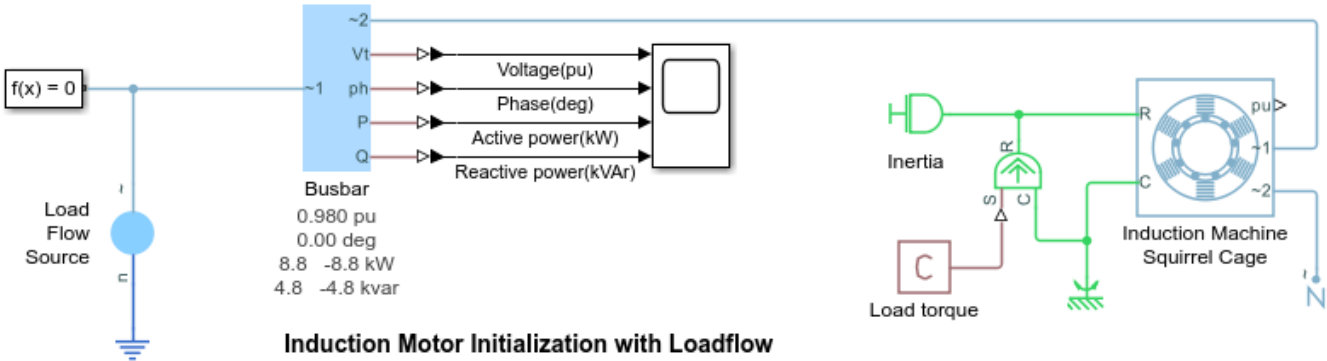 f(x) = 0
~
Load
Flow
Source
n
~1
~2
Vt
ph
P
Q
Busbar
0.980 pu
0.00 deg
8.8 -8.8 kW
4.8 -4.8 kvar
Voltage(pu)
Phase(deg)
Active power(kW)
Reactive power(kVAr)
Inertia
R
S
C
C
Load torque
R
C
pu
~1
~2
Induction Machine
Squirrel Cage
~
N
Induction Motor Initialization with Loadflow